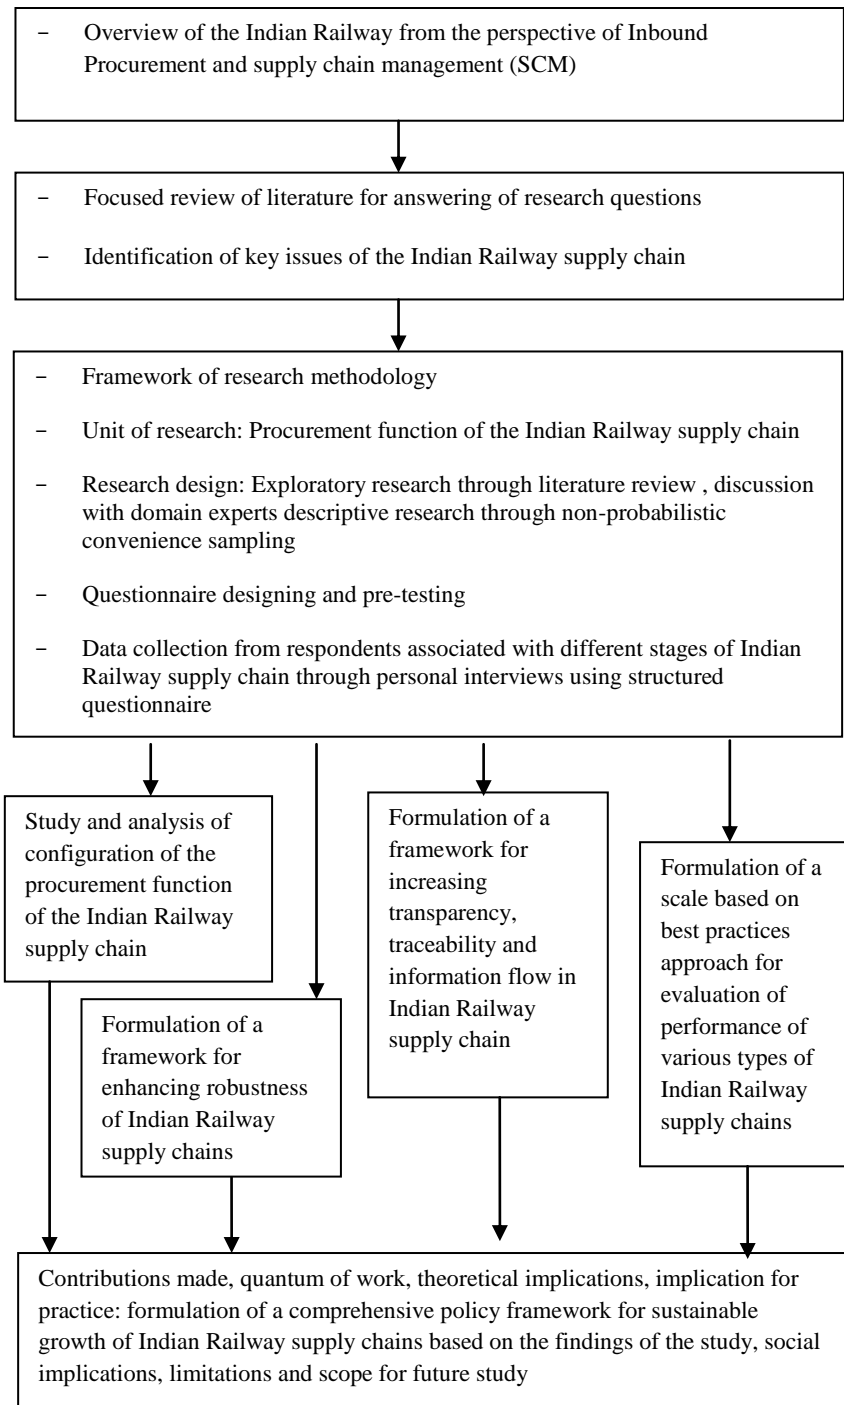 – Overview of the Indian Railway from the perspective of Inbound
Procurement and supply chain management (SCM)
– Focused review of literature for answering of research questions
– Identification of key issues of the Indian Railway supply chain
– Framework of research methodology
– Unit of research: Procurement function of the Indian Railway supply chain
– Research design: Exploratory research through literature review , discussion
with domain experts descriptive research through non-probabilistic
convenience sampling
– Questionnaire designing and pre-testing
– Data collection from respondents associated with different stages of Indian
Railway supply chain through personal interviews using structured
questionnaire
Study and analysis of
configuration of the
procurement function
of the Indian Railway
supply chain
Formulation of a
framework for
enhancing robustness
of Indian Railway
supply chains
Formulation of a
framework for
increasing
transparency,
traceability and
information flow in
Indian Railway
supply chain
Formulation of a
scale based on
best practices
approach for
evaluation of
performance of
various types of
Indian Railway
supply chains
Contributions made, quantum of work, theoretical implications, implication for
practice: formulation of a comprehensive policy framework for sustainable
growth of Indian Railway supply chains based on the findings of the study, social
implications, limitations and scope for future study